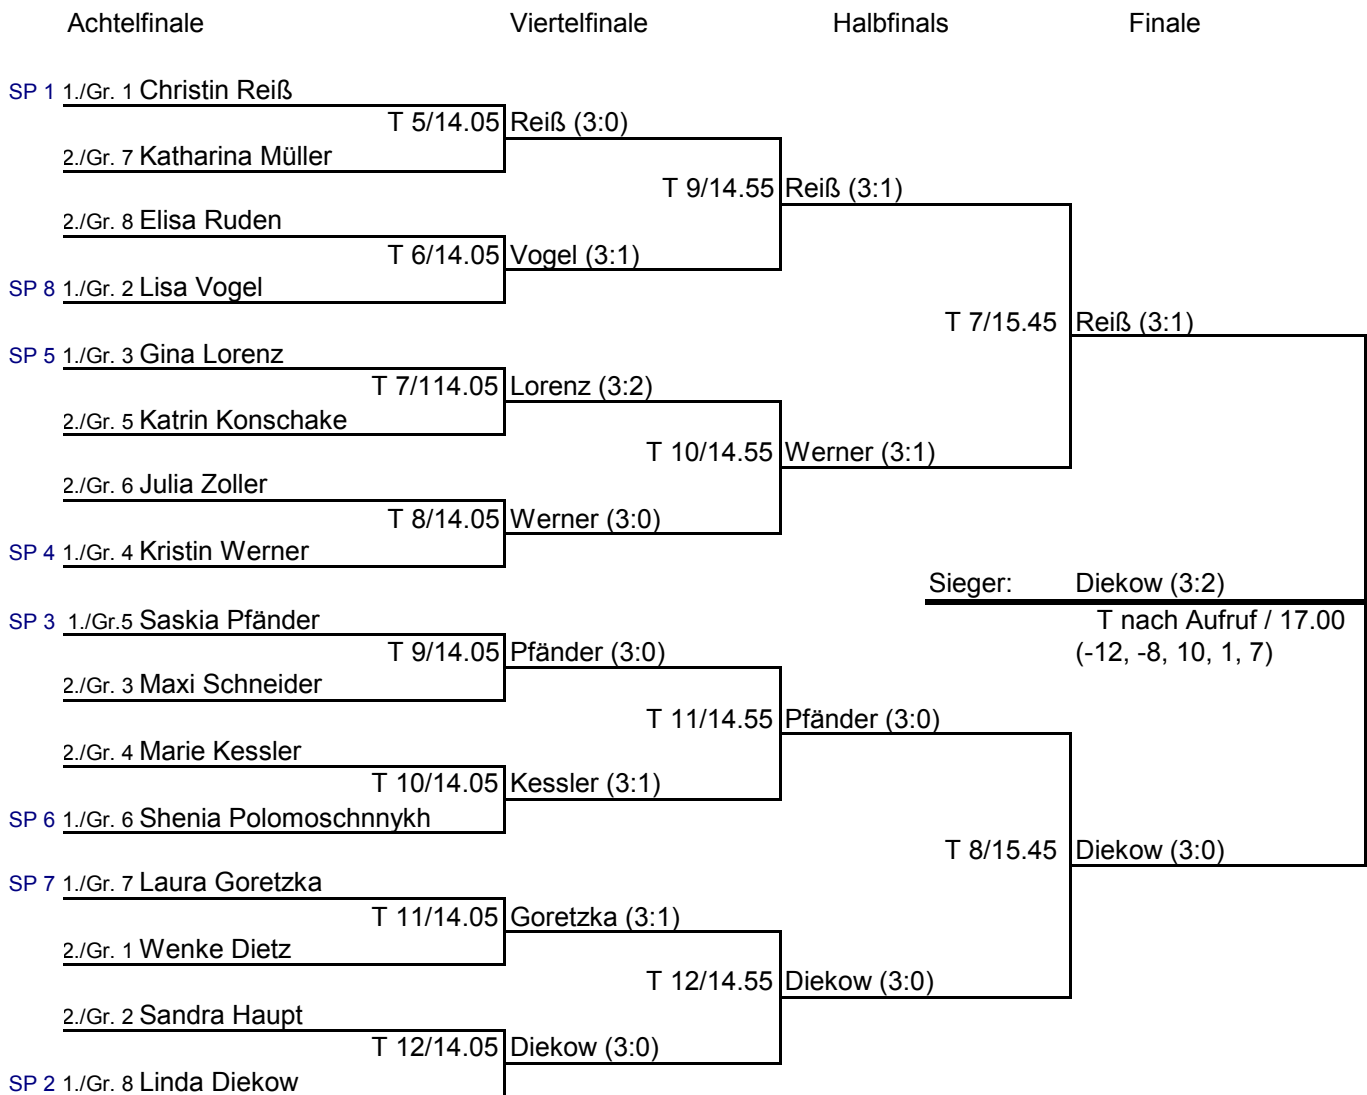 Achtelfinale Viertelfinale Halbfinals Finale
SP 1 1./Gr. 1 Christin Reiß
T 5/14.05 Reiß (3:0)
2./Gr. 7 Katharina Müller
T 9/14.55 Reiß (3:1)
2./Gr. 8 Elisa Ruden
T 6/14.05 Vogel (3:1)
SP 8 1./Gr. 2 Lisa Vogel
T 7/15.45 Reiß (3:1)
SP 5 1./Gr. 3 Gina Lorenz
T 7/114.05 Lorenz (3:2)
2./Gr. 5 Katrin Konschake
T 10/14.55 Werner (3:1)
2./Gr. 6 Julia Zoller
T 8/14.05 Werner (3:0)
SP 4 1./Gr. 4 Kristin Werner
Sieger: Diekow (3:2)
SP 3 1./Gr.5 Saskia Pfänder
T nach Aufruf / 17.00
T 9/14.05 Pfänder (3:0) (-12, -8, 10, 1, 7)
2./Gr. 3 Maxi Schneider
T 11/14.55 Pfänder (3:0)
2./Gr. 4 Marie Kessler
T 10/14.05 Kessler (3:1)
SP 6 1./Gr. 6 Shenia Polomoschnnykh
T 8/15.45 Diekow (3:0)
SP 7 1./Gr. 7 Laura Goretzka
T 11/14.05 Goretzka (3:1)
2./Gr. 1 Wenke Dietz
T 12/14.55 Diekow (3:0)
2./Gr. 2 Sandra Haupt
T 12/14.05 Diekow (3:0)
SP 2 1./Gr. 8 Linda Diekow